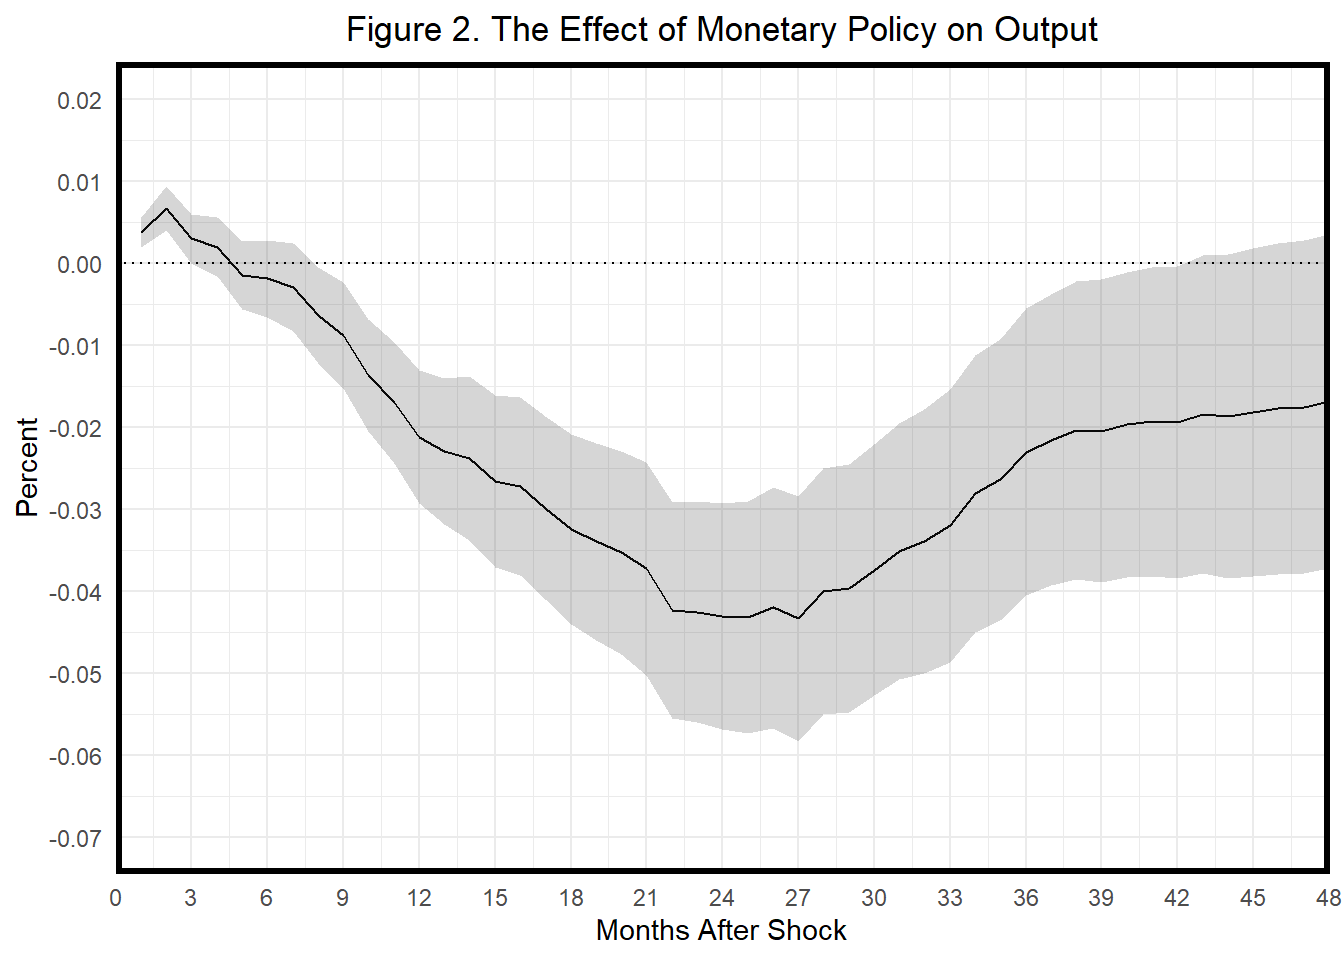 Figure 2. The Effect of Monetary Policy on Output
0.02
0.01
0.00
-0.01
-0.02
-0.03
-0.04
-0.05
-0.06
-0.07
Percent
0 3 6 9 12 15 18 21 24 27 30 33 36 39 42 45 48
Months After Shock